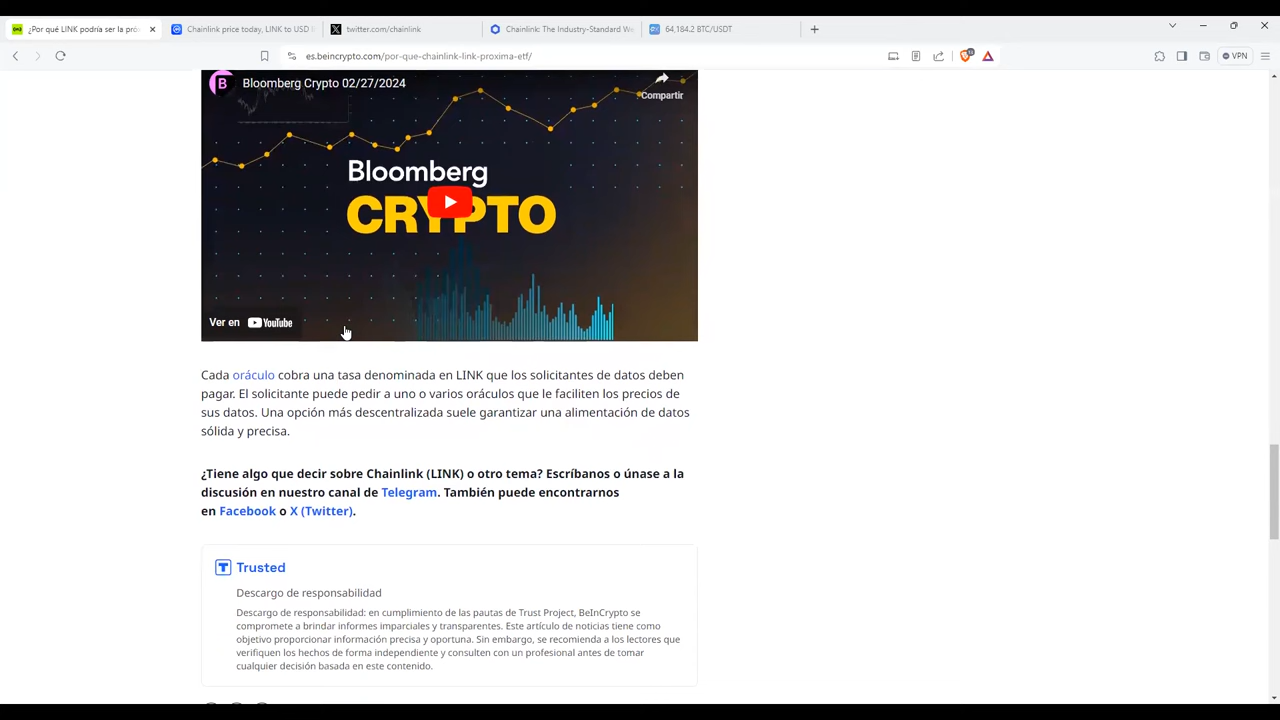 ¿Por qué LINK podría ser la pró
Chainlink price today, LINK to USD l
twitter.com/chainlink
Chainlink: The Industry-Standard We
64,184.2 BTC/USDT
es.beincrypto.com/por-que-chainlink-link-proxima-etf/
VPN
B
Bloomberg Crypto 02/27/2024
Compartir
Bloomberg
CRYPTO
Ver en YouTube
Cada oráculo cobra una tasa denominada en LINK que los solicitantes de datos deben
pagar. El solicitante puede pedir a uno o varios oráculos que le faciliten los precios de
sus datos. Una opción más descentralizada suele garantizar una alimentación de datos
sólida y precisa.
¿Tiene algo que decir sobre Chainlink (LINK) o otro tema? Escríbanos o únase a la
discusión en nuestro canal de Telegram. También puede encontrarnos
en Facebook o X (Twitter).
T Trusted
Descargo de responsabilidad
Descargo de responsabilidad: en cumplimiento de las pautas de Trust Project, BeInCrypto se
compromete a brindar informes imparciales y transparentes. Este artículo de noticias tiene como
objetivo proporcionar información precisa y oportuna. Sin embargo, se recomienda a los lectores que
verifiquen los hechos de forma independiente y consulten con un profesional antes de tomar
cualquier decisión basada en este contenido.